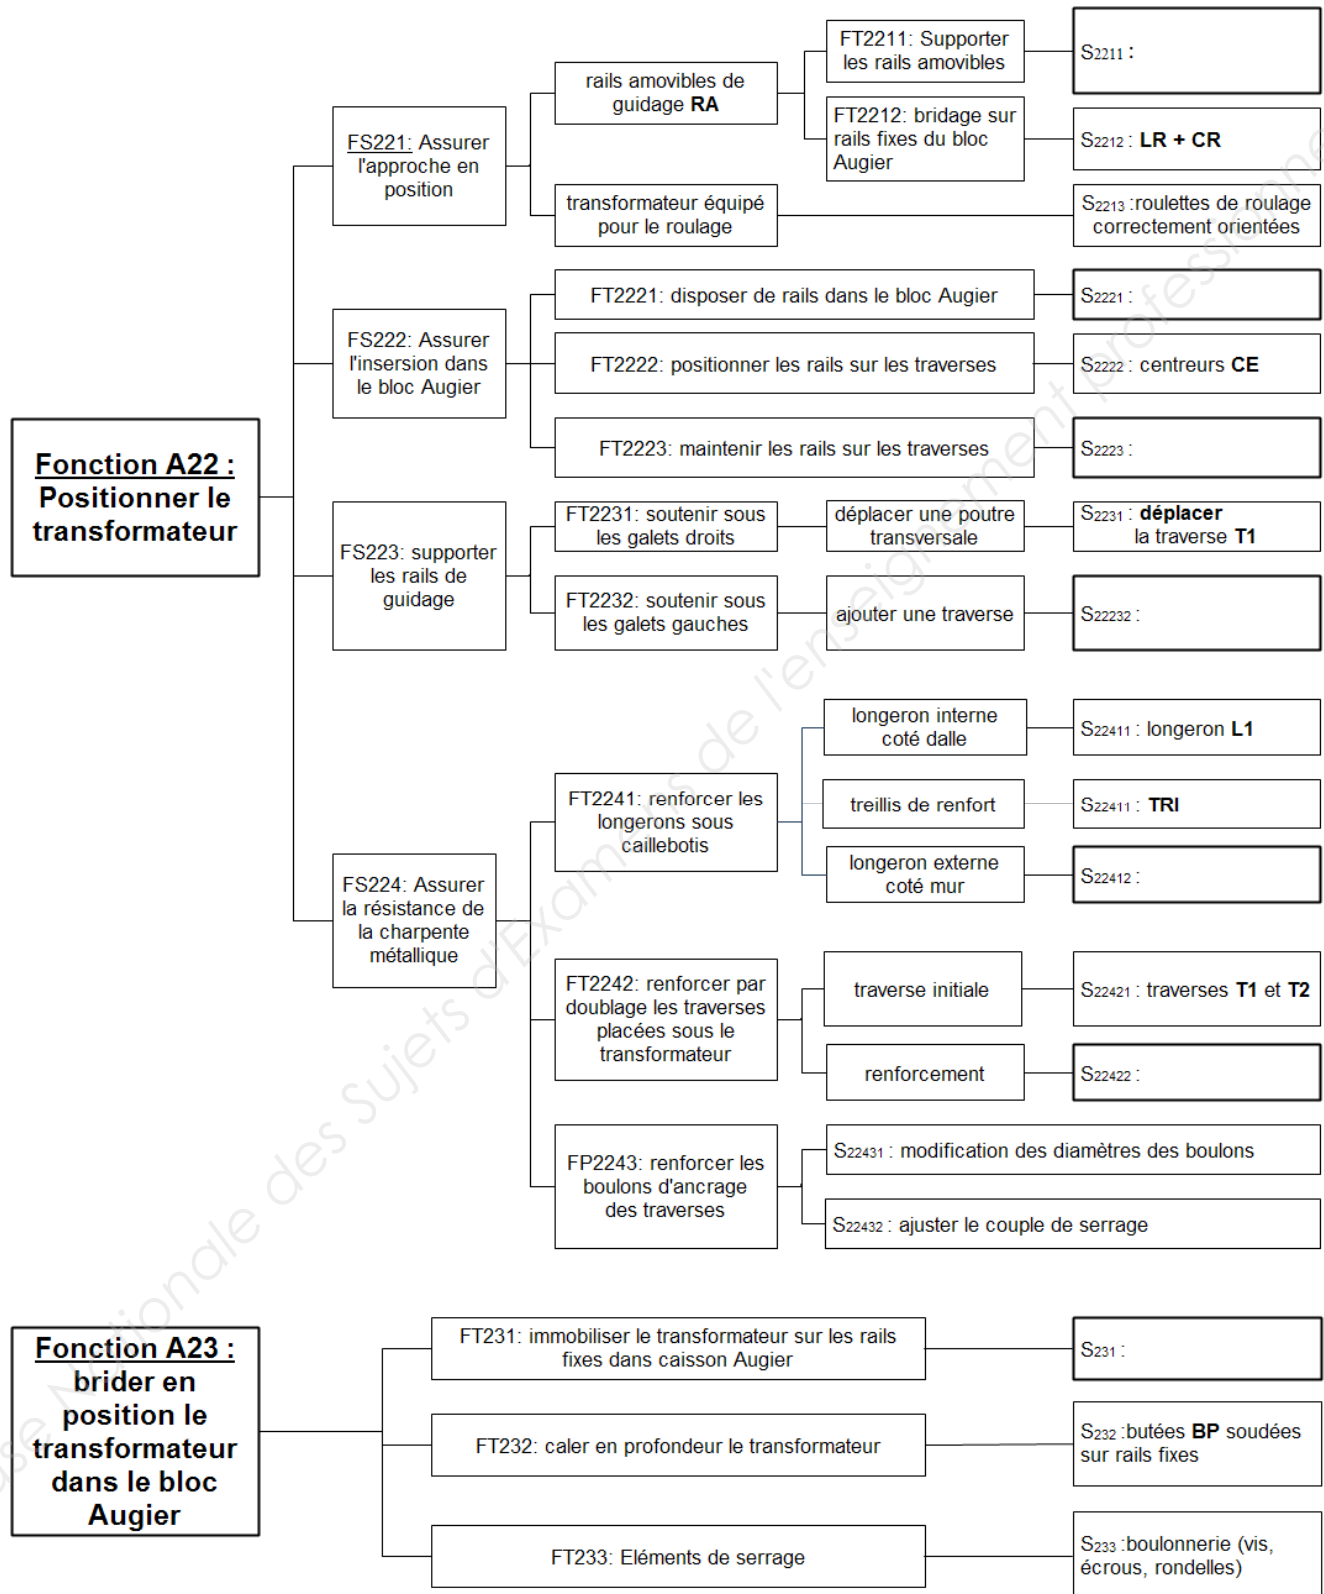 Fonction A22 :
Positionner le
transformateur
FS221: Assurer
l'approche en
position
rails amovibles de
guidage RA
FT2211: Supporter
les rails amovibles
S2211 :
FT2212: bridage sur
rails fixes du bloc
Augier
S2212 : LR + CR
transformateur équipé
pour le roulage
S2213 :roulettes de roulage
correctement orientées
FS222: Assurer
l'insertion dans
le bloc Augier
FT2221: disposer de rails dans le bloc Augier
S2221 :
FT2222: positionner les rails sur les traverses
S2222 : centreurs CE
FT2223: maintenir les rails sur les traverses
S2223 :
FS223: supporter
les rails de
guidage
FT2231: soutenir sous
les galets droits
déplacer une poutre
transversale
S2231 : déplacer
la traverse T1
FT2232: soutenir sous
les galets gauches
ajouter une traverse
S22232 :
FS224: Assurer
la résistance de
la charpente
métallique
FT2241: renforcer les
longerons sous
caillebotis
longeron interne
coté dalle
S22411 : longeron L1
treillis de renfort
S22411 : TRI
longeron externe
coté mur
S22412 :
FT2242: renforcer par
doublage les traverses
placées sous le
transformateur
traverse initiale
S22421 : traverses T1 et T2
renforcement
S22422 :
FP2243: renforcer les
boulons d'ancrage
des traverses
S22431 : modification des diamètres des boulons
S22432 : ajuster le couple de serrage
Fonction A23 :
brider en
position le
transformateur
dans le bloc
Augier
FT231: immobiliser le transformateur sur les rails
fixes dans caisson Augier
S231 :
FT232: caler en profondeur le transformateur
S232 :butées BP soudées
sur rails fixes
FT233: Eléments de serrage
S233 :boulonnerie (vis,
écrous, rondelles)
Nationale des Sujets d'Examens de l'enseignement professionne